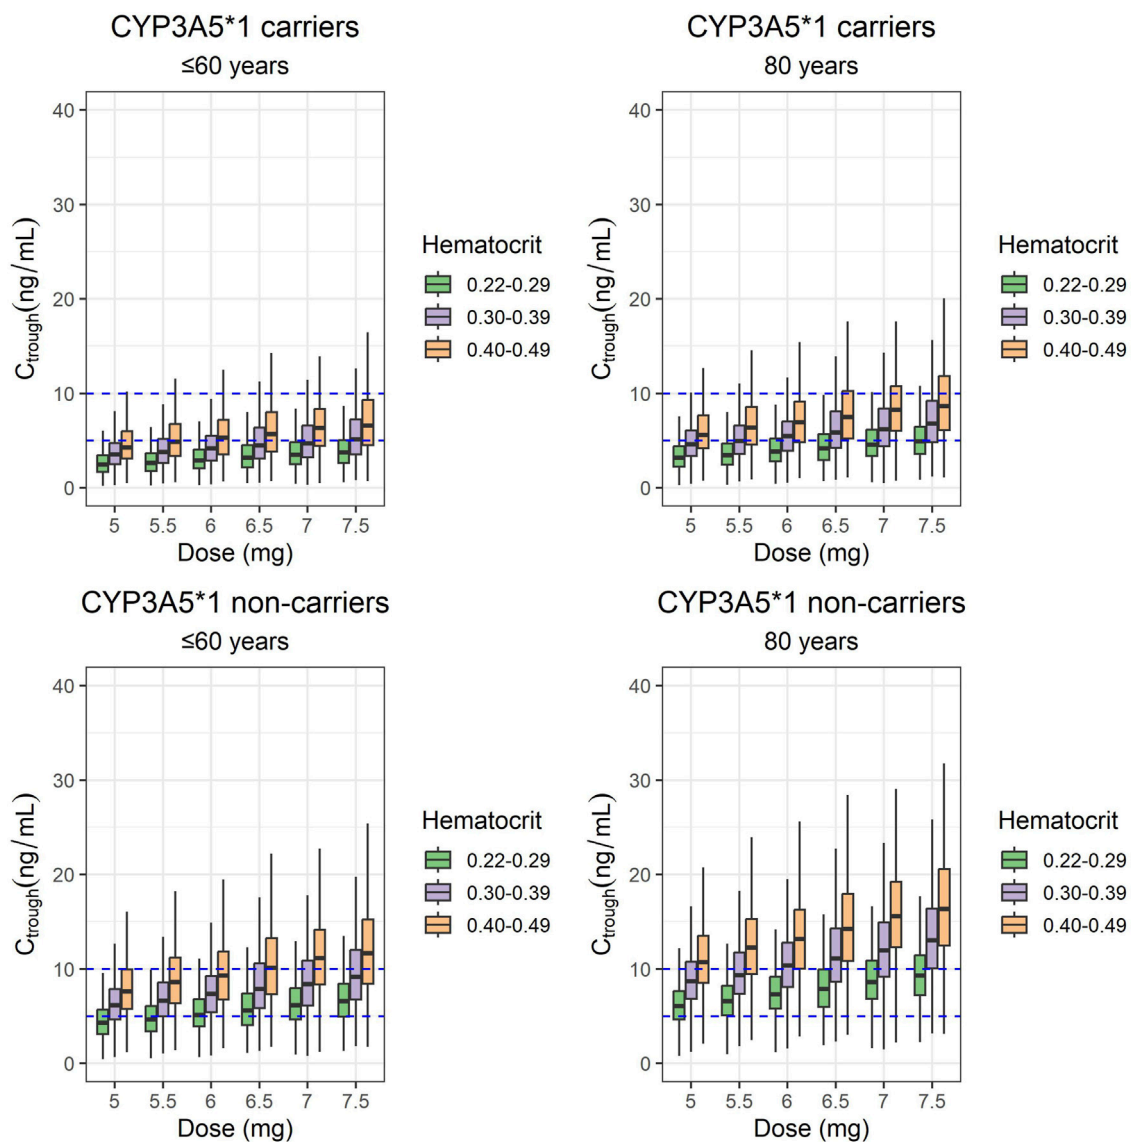 CYP3A5*1 carriers
≤60 years
40
30
20
10
0
C_trough(ng/mL)
5 5.5 6 6.5 7 7.5
Dose (mg)
Hematocrit
0.22-0.29
0.30-0.39
0.40-0.49
CYP3A5*1 carriers
80 years
40
30
20
10
0
C_trough(ng/mL)
5 5.5 6 6.5 7 7.5
Dose (mg)
Hematocrit
0.22-0.29
0.30-0.39
0.40-0.49
CYP3A5*1 non-carriers
≤60 years
40
30
20
10
0
C_trough(ng/mL)
5 5.5 6 6.5 7 7.5
Dose (mg)
Hematocrit
0.22-0.29
0.30-0.39
0.40-0.49
CYP3A5*1 non-carriers
80 years
40
30
20
10
0
C_trough(ng/mL)
5 5.5 6 6.5 7 7.5
Dose (mg)
Hematocrit
0.22-0.29
0.30-0.39
0.40-0.49